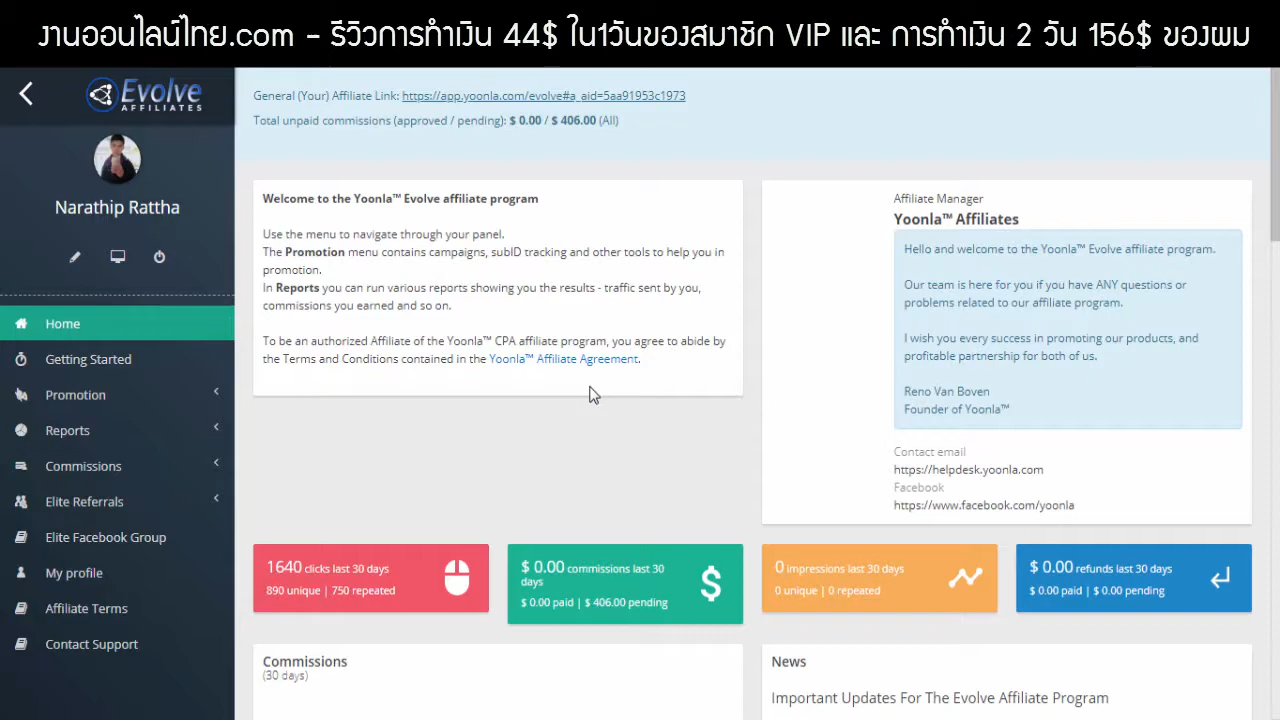 งานออนไลน์ไทย.com - รีวิวการทำเงิน 44$ ใน1วันของสมาชิก VIP และ การทำเงิน 2 วัน 156$ ของผม
Evolve
AFFILIATES
Narathip Rattha
Home
Getting Started
Promotion
Reports
Commissions
Elite Referrals
Elite Facebook Group
My profile
Affiliate Terms
Contact Support
General (Your) Affiliate Link: https://app.yoonla.com/evolve#a_aid=5aa91953c1973
Total unpaid commissions (approved / pending): $ 0.00 / $ 406.00 (All)
Welcome to the Yoonla™ Evolve affiliate program
Use the menu to navigate through your panel.
The Promotion menu contains campaigns, subID tracking and other tools to help you in
promotion.
In Reports you can run various reports showing you the results - traffic sent by you,
commissions you earned and so on.
To be an authorized Affiliate of the Yoonla™ CPA affiliate program, you agree to abide by
the Terms and Conditions contained in the Yoonla™ Affiliate Agreement.
Affiliate Manager
Yoonla™ Affiliates
Hello and welcome to the Yoonla™ Evolve affiliate program.
Our team is here for you if you have ANY questions or
problems related to our affiliate program.
I wish you every success in promoting our products, and
profitable partnership for both of us.
Reno Van Boven
Founder of Yoonla™
Contact email
https://helpdesk.yoonla.com
Facebook
https://www.facebook.com/yoonla
1640 clicks last 30 days
890 unique | 750 repeated
$ 0.00 commissions last 30
days
$ 0.00 paid | $ 406.00 pending
0 impressions last 30 days
0 unique | 0 repeated
$ 0.00 refunds last 30 days
$ 0.00 paid | $ 0.00 pending
Commissions
(30 days)
News
Important Updates For The Evolve Affiliate Program